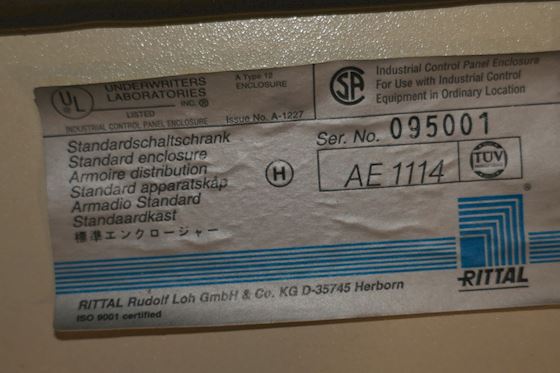 UL
UNDERWRITERS
LABORATORIES
INC. ®
LISTED
INDUSTRIAL CONTROL PANEL ENCLOSURE
A Type 12
ENCLOSURE
Issue No. A-1227
SA
Industrial Control Panel Enclosure
For Use with Industrial Control
Equipment in Ordinary Location
Standardschaltschrank
Standard enclosure
Armoire distribution
Standard apparatskåp
Armadio Standard
Standaardkast
標準エンクロージャー
H
Ser. No. 095001
AE 1114
TÜV
®
RITTAL
RITTAL Rudolf Loh GmbH & Co. KG D-35745 Herborn
ISO 9001 certified